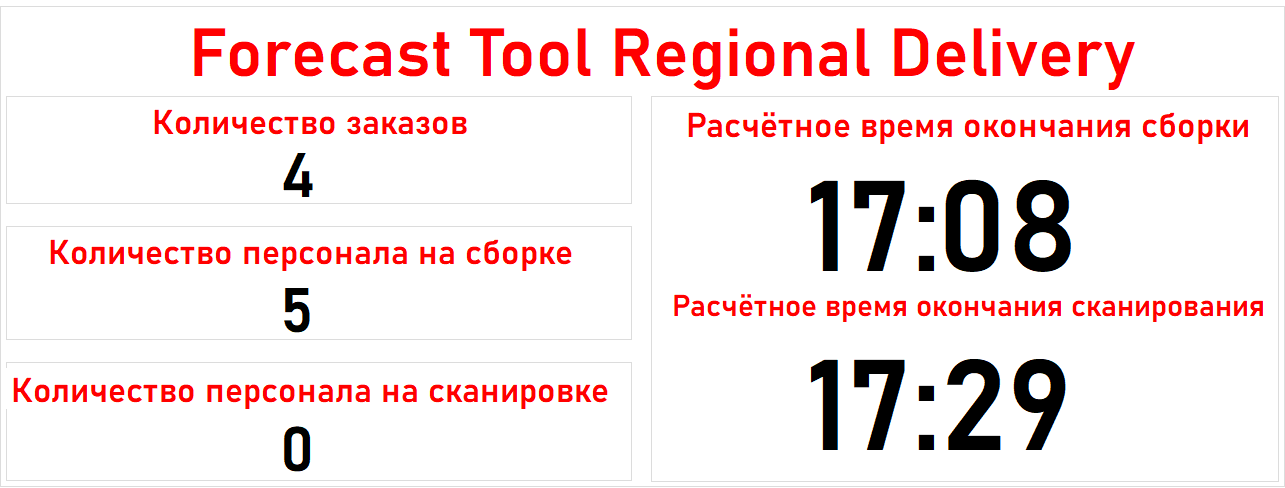 Forecast Tool Regional Delivery
Количество заказов
4
Количество персонала на сборке
5
Количество персонала на сканировке
0
Расчётное время окончания сборки
17:08
Расчётное время окончания сканирования
17:29